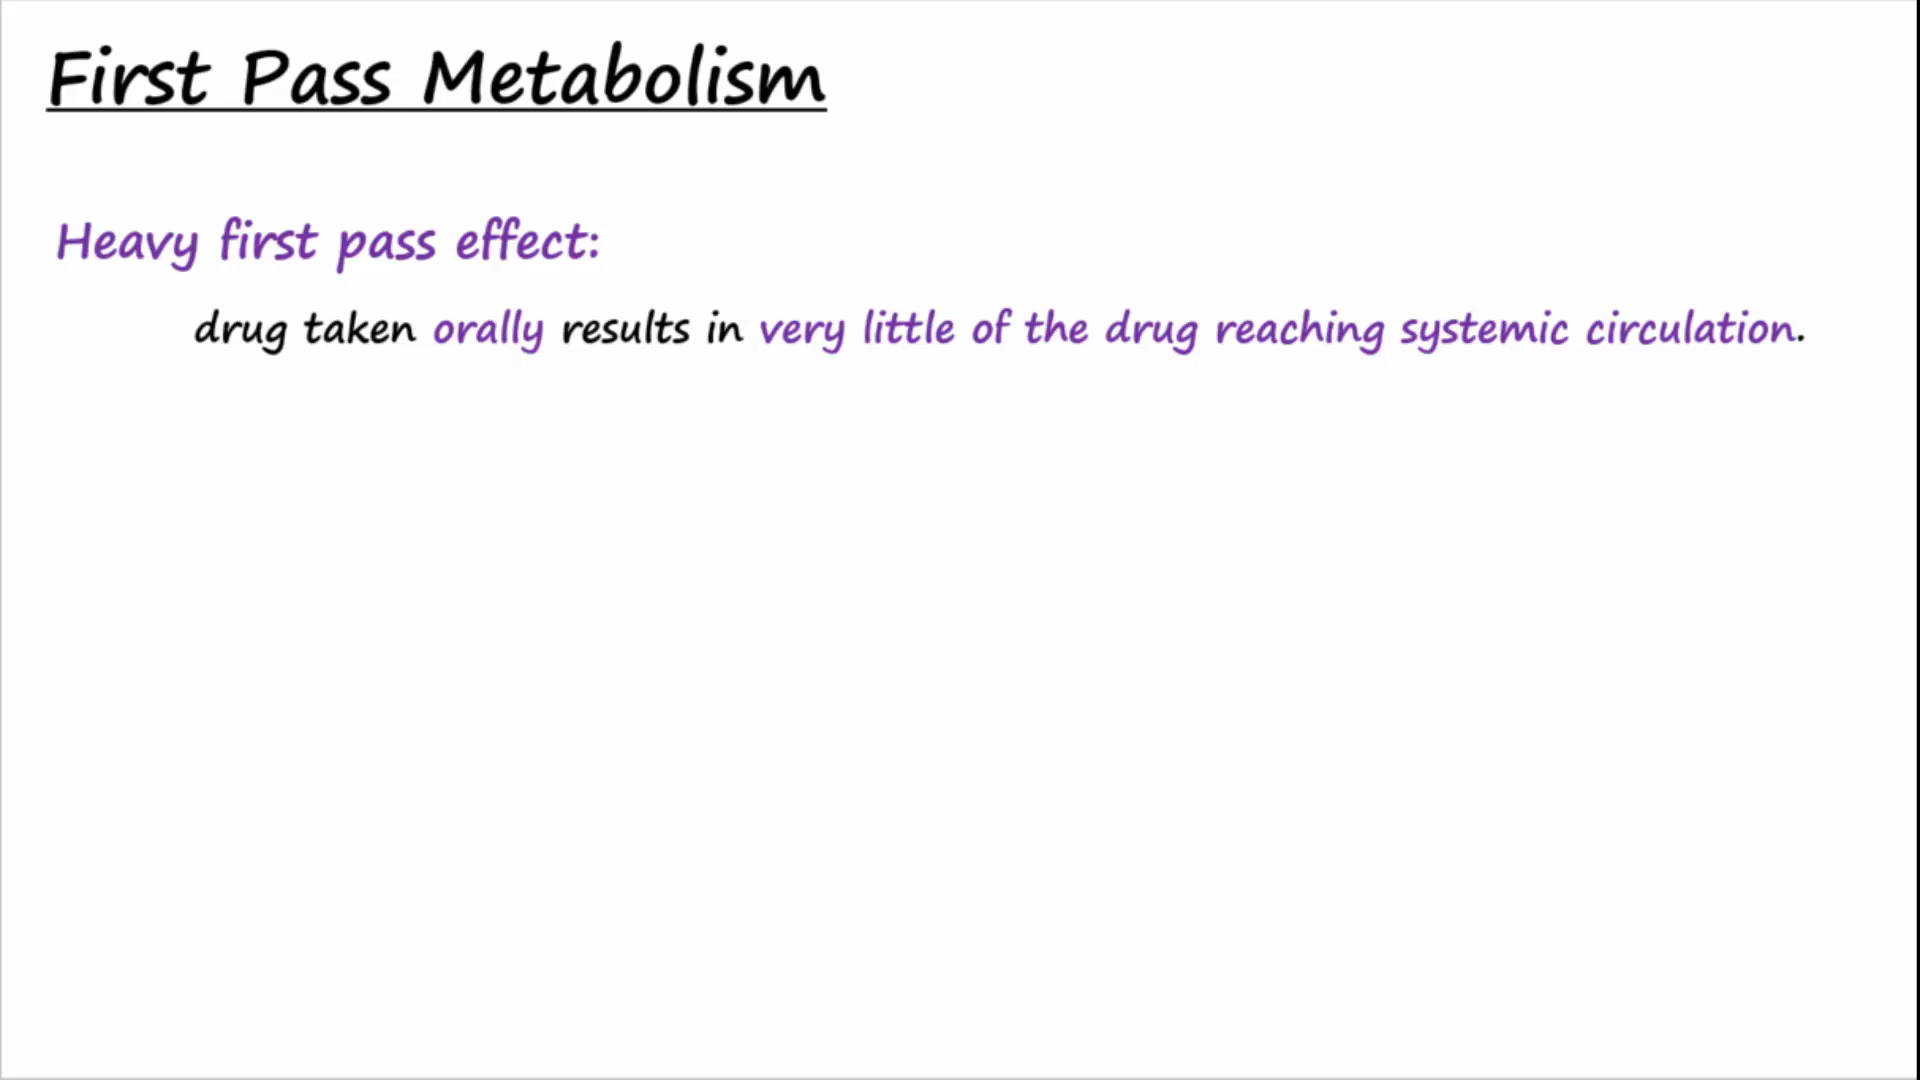 First Pass Metabolism
Heavy first pass effect:
drug taken orally results in very little of the drug reaching systemic circulation.